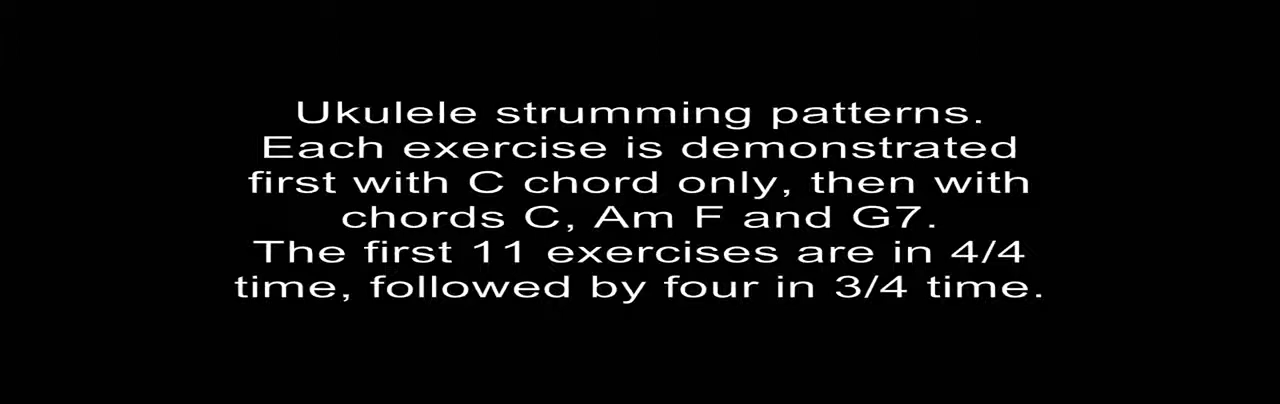 Ukulele strumming patterns.
Each exercise is demonstrated
first with C chord only, then with
chords C, Am F and G7.
The first 11 exercises are in 4/4
time, followed by four in 3/4 time.